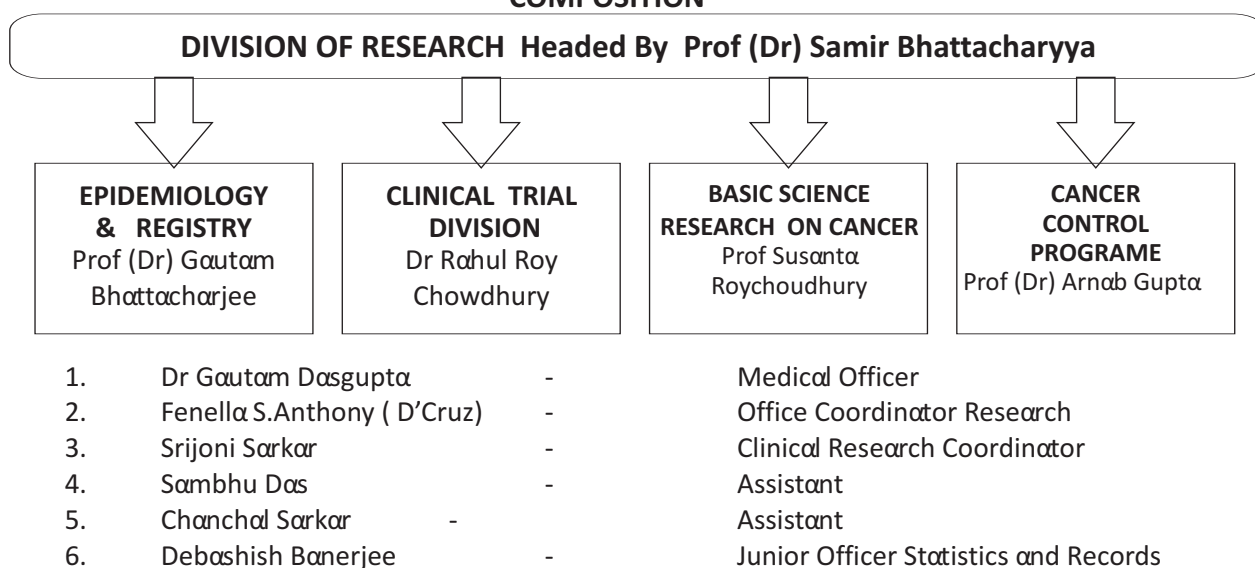 COMPOSITION
DIVISION OF RESEARCH Headed By Prof (Dr) Samir Bhattacharyya
EPIDEMIOLOGY
& REGISTRY
Prof (Dr) Gautam
Bhattacharjee
CLINICAL TRIAL
DIVISION
Dr Rahul Roy
Chowdhury
BASIC SCIENCE
RESEARCH ON CANCER
Prof Susanta
Roychoudhury
CANCER
CONTROL
PROGRAME
Prof (Dr) Arnab Gupta
1. Dr Gautam Dasgupta - Medical Officer
2. Fenella S.Anthony ( D’Cruz) - Office Coordinator Research
3. Srijoni Sarkar - Clinical Research Coordinator
4. Sambhu Das - Assistant
5. Chanchal Sarkar - Assistant
6. Debashish Banerjee - Junior Officer Statistics and Records